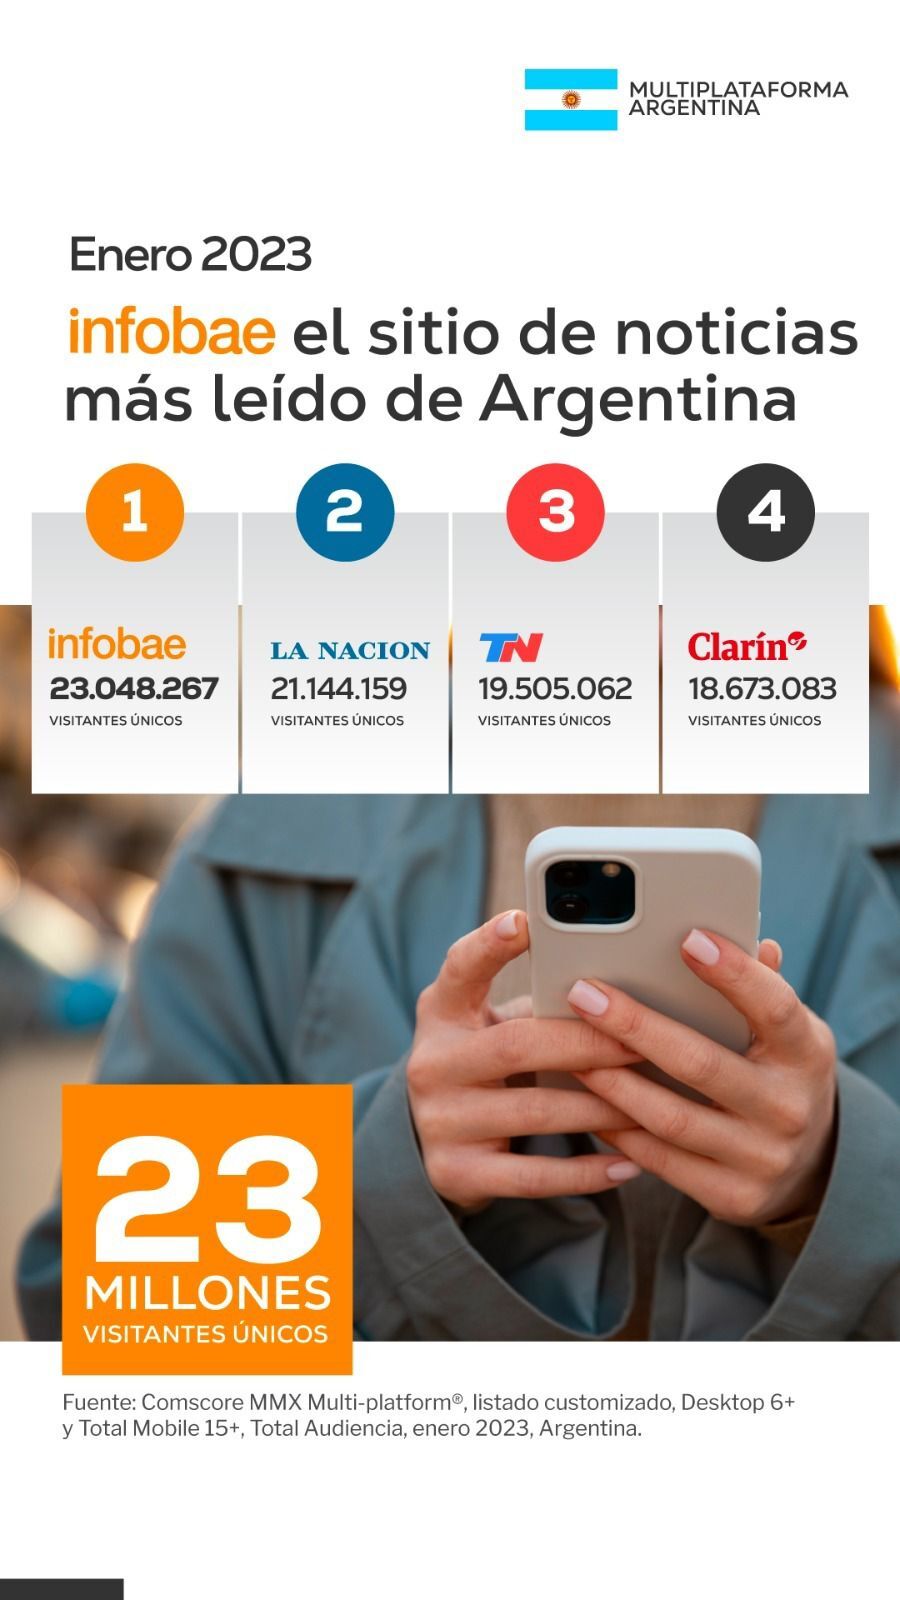 MULTIPLATAFORMA
ARGENTINA
Enero 2023
infobae el sitio de noticias
más leído de Argentina
1
2
3
4
infobae
23.048.267
VISITANTES ÚNICOS
LA NACION
21.144.159
VISITANTES ÚNICOS
TN
19.505.062
VISITANTES ÚNICOS
Clarín
18.673.083
VISITANTES ÚNICOS
23
MILLONES
VISITANTES ÚNICOS
Fuente: Comscore MMX Multi-platform®, listado customizado, Desktop 6+
y Total Mobile 15+, Total Audiencia, enero 2023, Argentina.